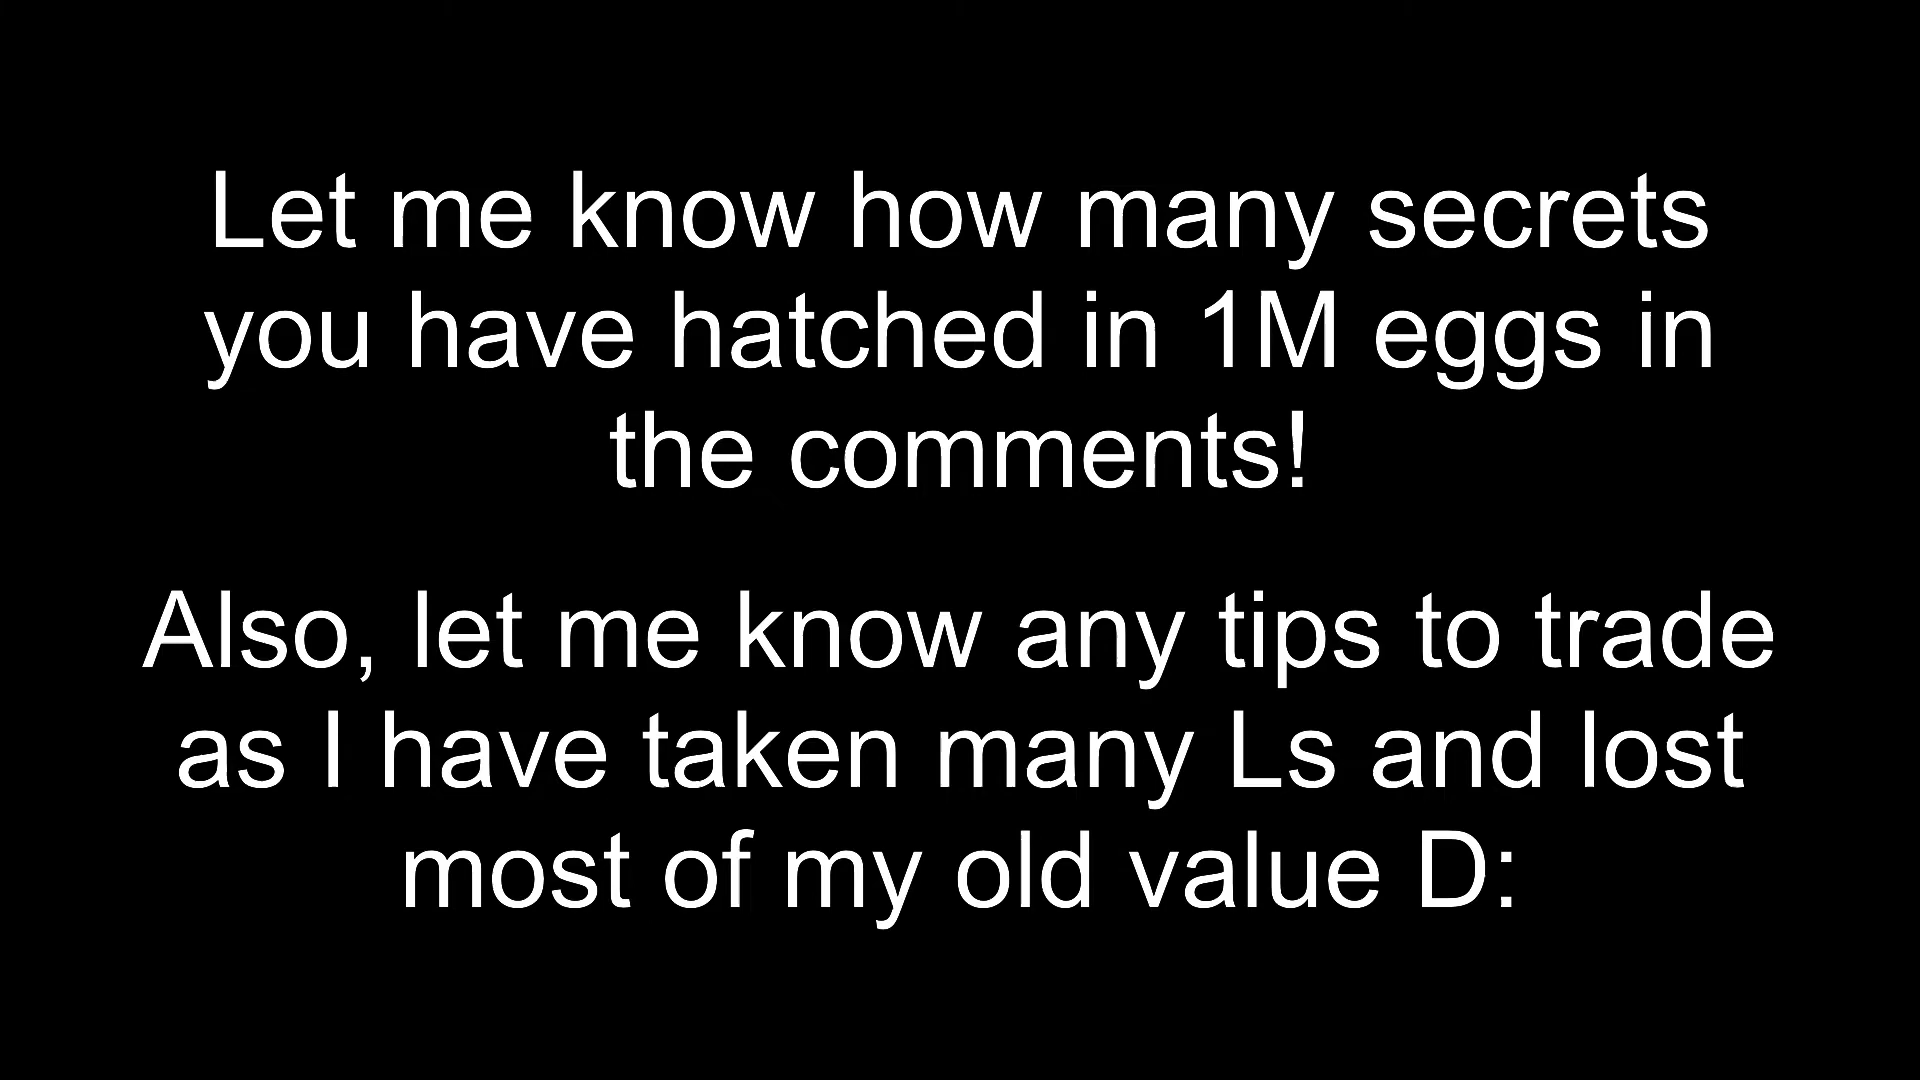 Let me know how many secrets
you have hatched in 1M eggs in
the comments!
Also, let me know any tips to trade
as I have taken many Ls and lost
most of my old value D: